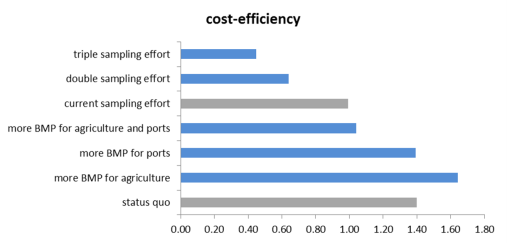 cost-efficiency
triple sampling effort
double sampling effort
current sampling effort
more BMP for agriculture and ports
more BMP for ports
more BMP for agriculture
status quo
0.00 0.20 0.40 0.60 0.80 1.00 1.20 1.40 1.60 1.80